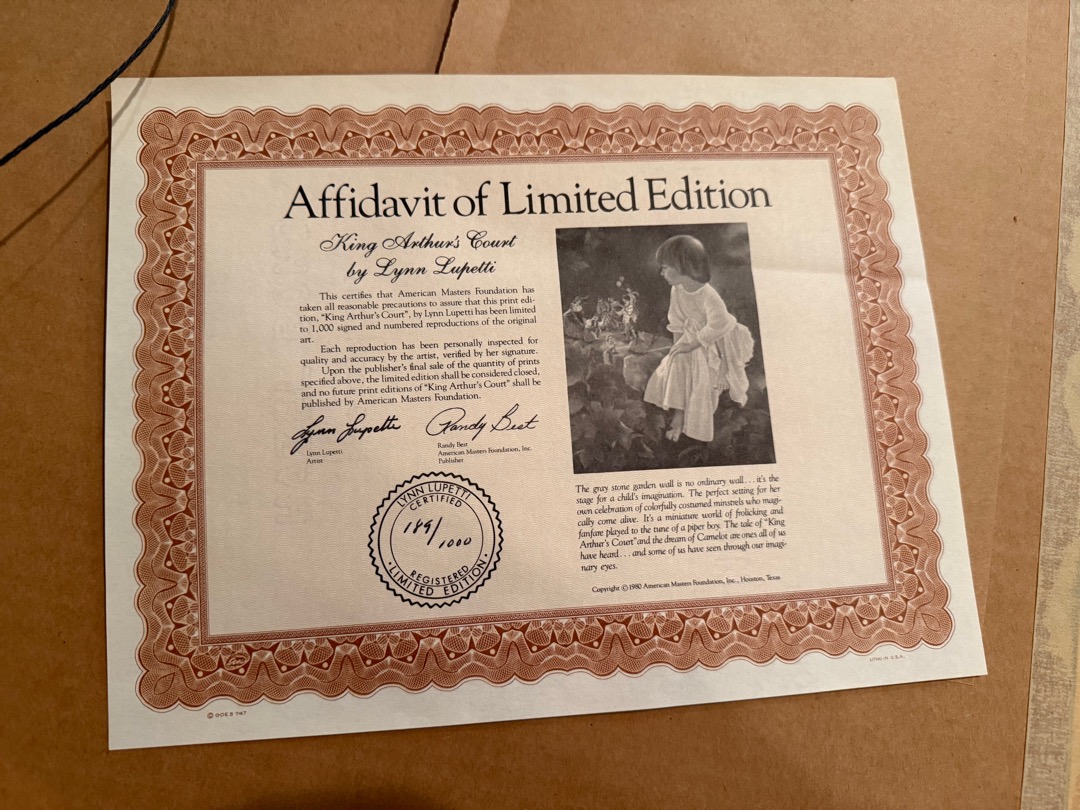 Affidavit of Limited Edition
King Arthur's Court
by Lynn Lupetti
This certifies that American Masters Foundation has
taken all reasonable precautions to assure that this print edi-
tion, "King Arthur's Court", by Lynn Lupetti has been limited
to 1,000 signed and numbered reproductions of the original
art.
Each reproduction has been personally inspected for
quality and accuracy by the artist, verified by her signature.
Upon the publisher's final sale of the quantity of prints
specified above, the limited edition shall be considered closed,
and no future print editions of "King Arthur's Court" shall be
published by American Masters Foundation.
Lynn Lupetti
Lynn Lupetti
Artist
Randy Best
Randy Best
American Masters Foundation, Inc.
Publisher
LYNN LUPETTI
CERTIFIED
189/1000
REGISTERED
• LIMITED EDITION •
The gray stone garden wall is no ordinary wall...it's the
stage for a child's imagination. The perfect setting for her
own celebration of colorfully costumed minstrels who magi-
cally come alive. It's a miniature world of frolicking and
fanfare played to the tune of a piper boy. The tale of "King
Arthur's Court" and the dream of Camelot are ones all of us
have heard...and some of us have seen through our imagi-
nary eyes.
Copyright © 1980 American Masters Foundation, Inc., Houston, Texas
Goes
© GOES 747
LITHO IN U.S.A.